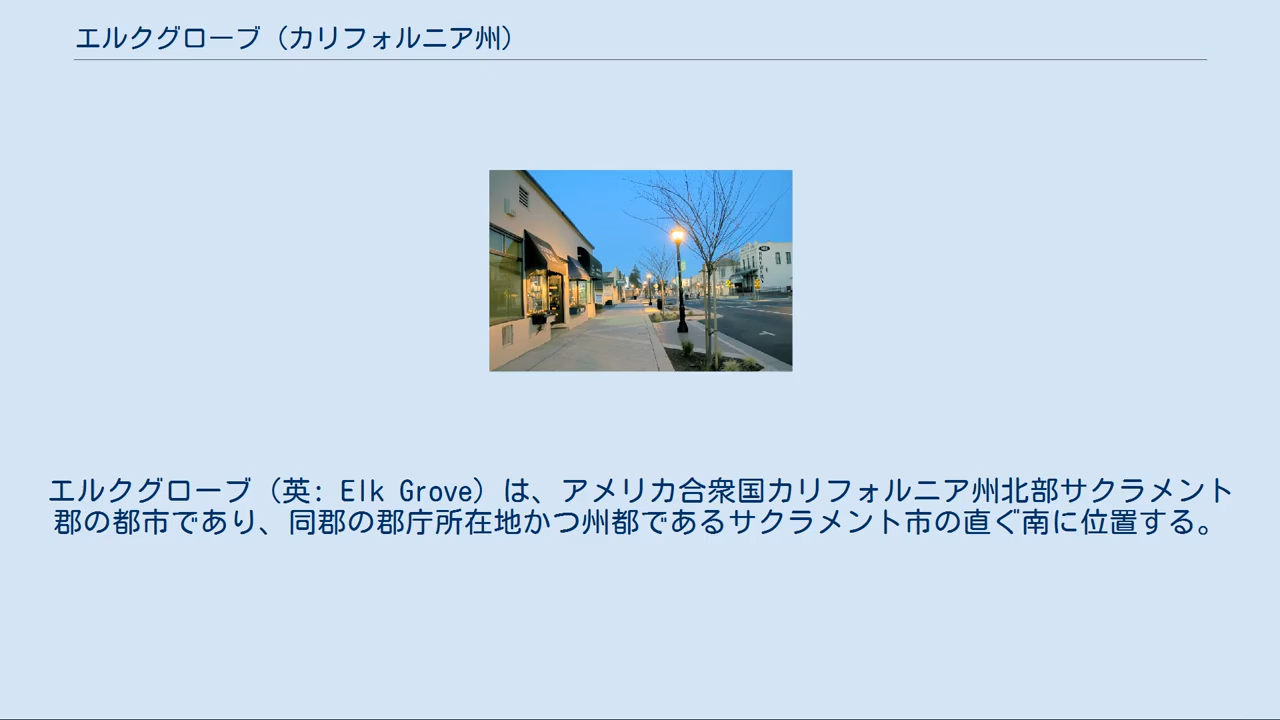 エルクグローブ（カリフォルニア州）
エルクグローブ（英: Elk Grove）は、アメリカ合衆国カリフォルニア州北部サクラメント
郡の都市であり、同郡の郡庁所在地かつ州都であるサクラメント市の直ぐ南に位置する。